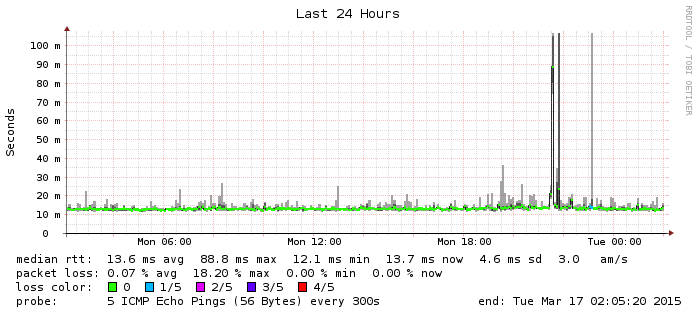 Last 24 Hours
RRDTOOL / TOBI OETIKER
Seconds
100 m
90 m
80 m
70 m
60 m
50 m
40 m
30 m
20 m
10 m
0
Mon 06:00 Mon 12:00 Mon 18:00 Tue 00:00
median rtt: 13.6 ms avg 88.8 ms max 12.1 ms min 13.7 ms now 4.6 ms sd 3.0 am/s
packet loss: 0.07 % avg 18.20 % max 0.00 % min 0.00 % now
loss color: 0 1/5 2/5 3/5 4/5
probe: 5 ICMP Echo Pings (56 Bytes) every 300s end: Tue Mar 17 02:05:20 2015